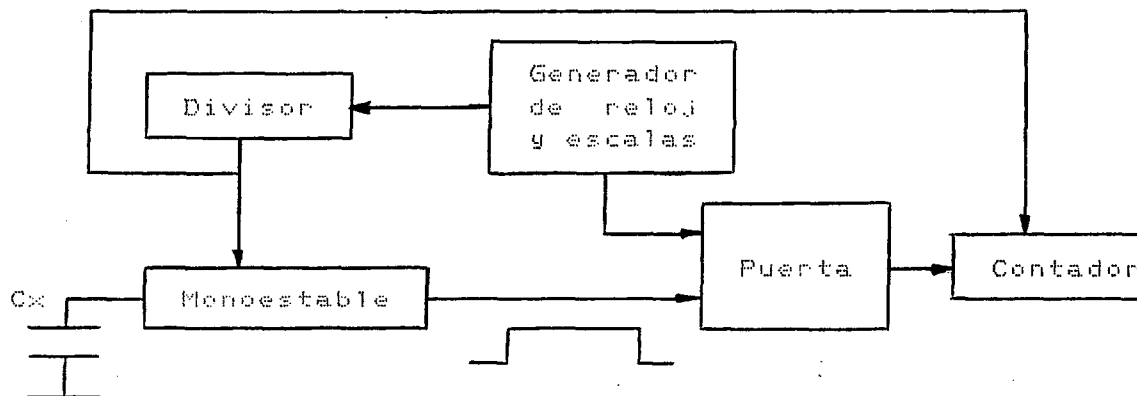 Generador
de reloj
y escalas
Divisor
Puerta
Contador
Cx
Monoestable